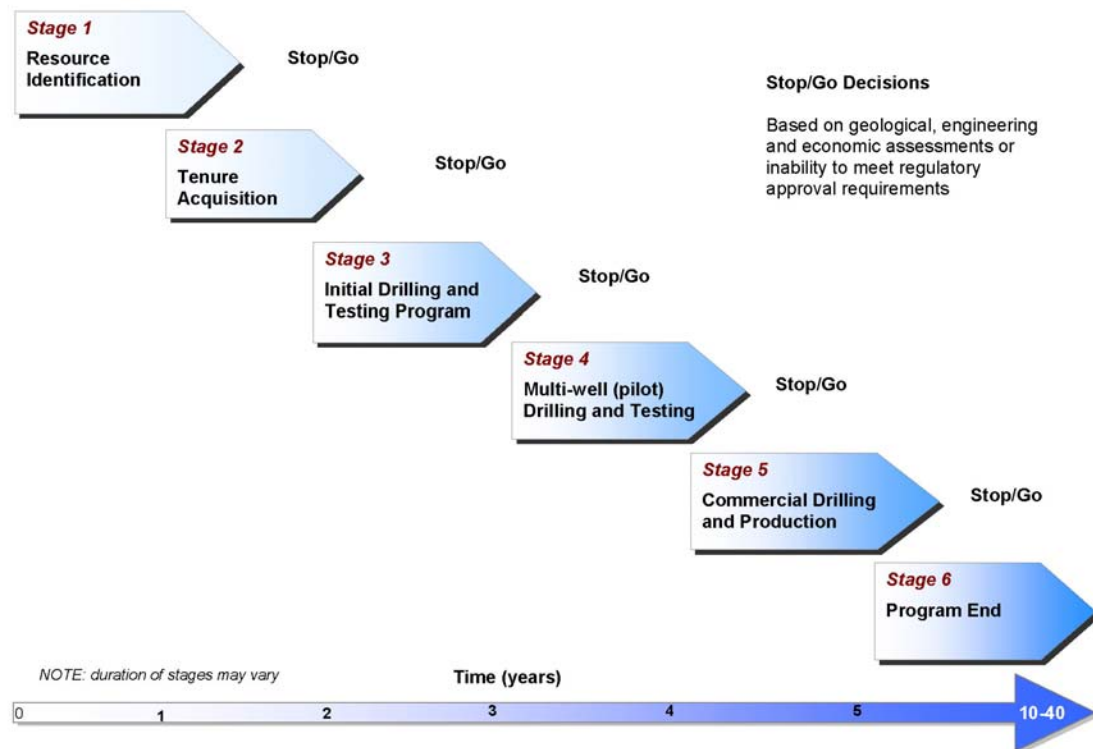 Stage 1
Resource
Identification
Stop/Go
Stop/Go Decisions
Based on geological, engineering
and economic assessments or
inability to meet regulatory
approval requirements
Stage 2
Tenure
Acquisition
Stop/Go
Stage 3
Initial Drilling and
Testing Program
Stop/Go
Stage 4
Multi-well (pilot)
Drilling and Testing
Stop/Go
Stage 5
Commercial Drilling
and Production
Stop/Go
Stage 6
Program End
NOTE: duration of stages may vary
Time (years)
0 1 2 3 4 5 10-40